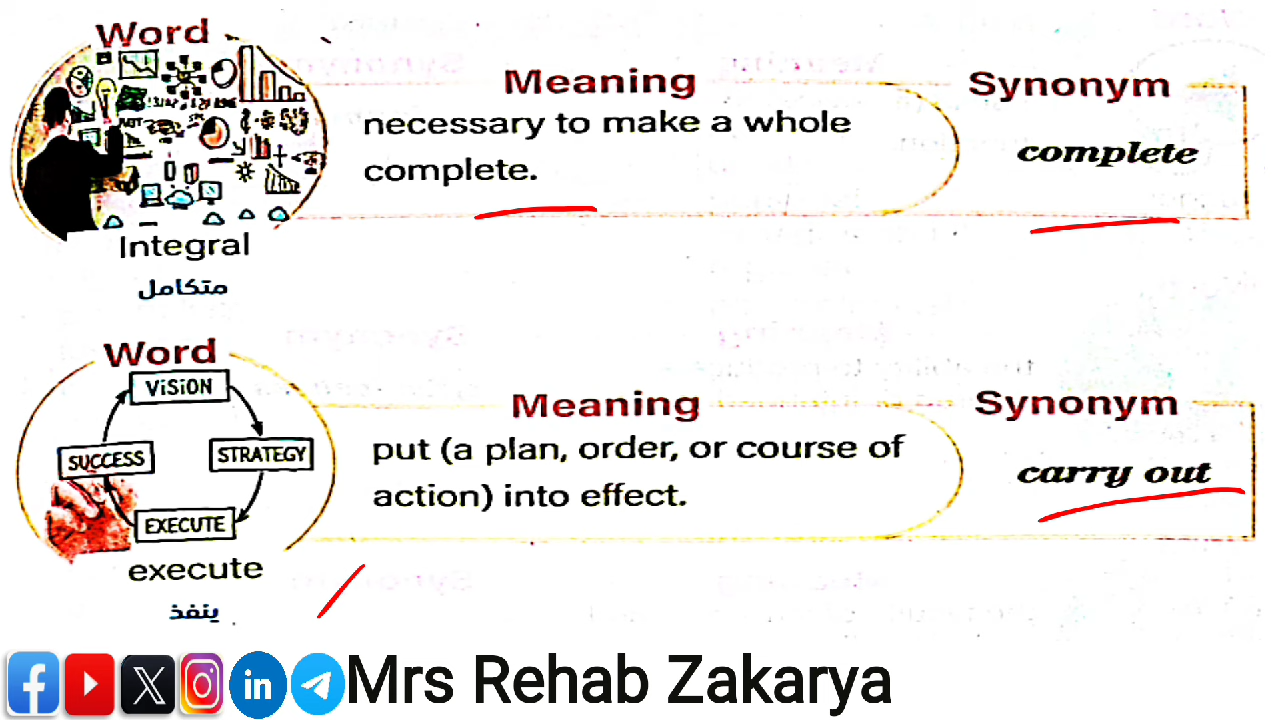 Word
Meaning
Synonym
necessary to make a whole
complete.
complete
Integral
متكامل
Word
ViSiON
SUCCESS
STRATEGY
EXECUTE
Meaning
Synonym
put (a plan, order, or course of
action) into effect.
carry out
execute
ينفذ
Mrs Rehab Zakarya